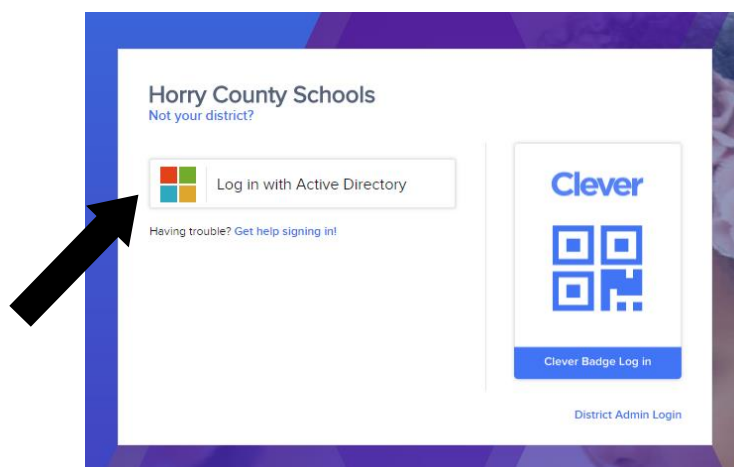 Horry County Schools
Not your district?
Log in with Active Directory
Having trouble? Get help signing in!
Clever
Clever Badge Log in
District Admin Login